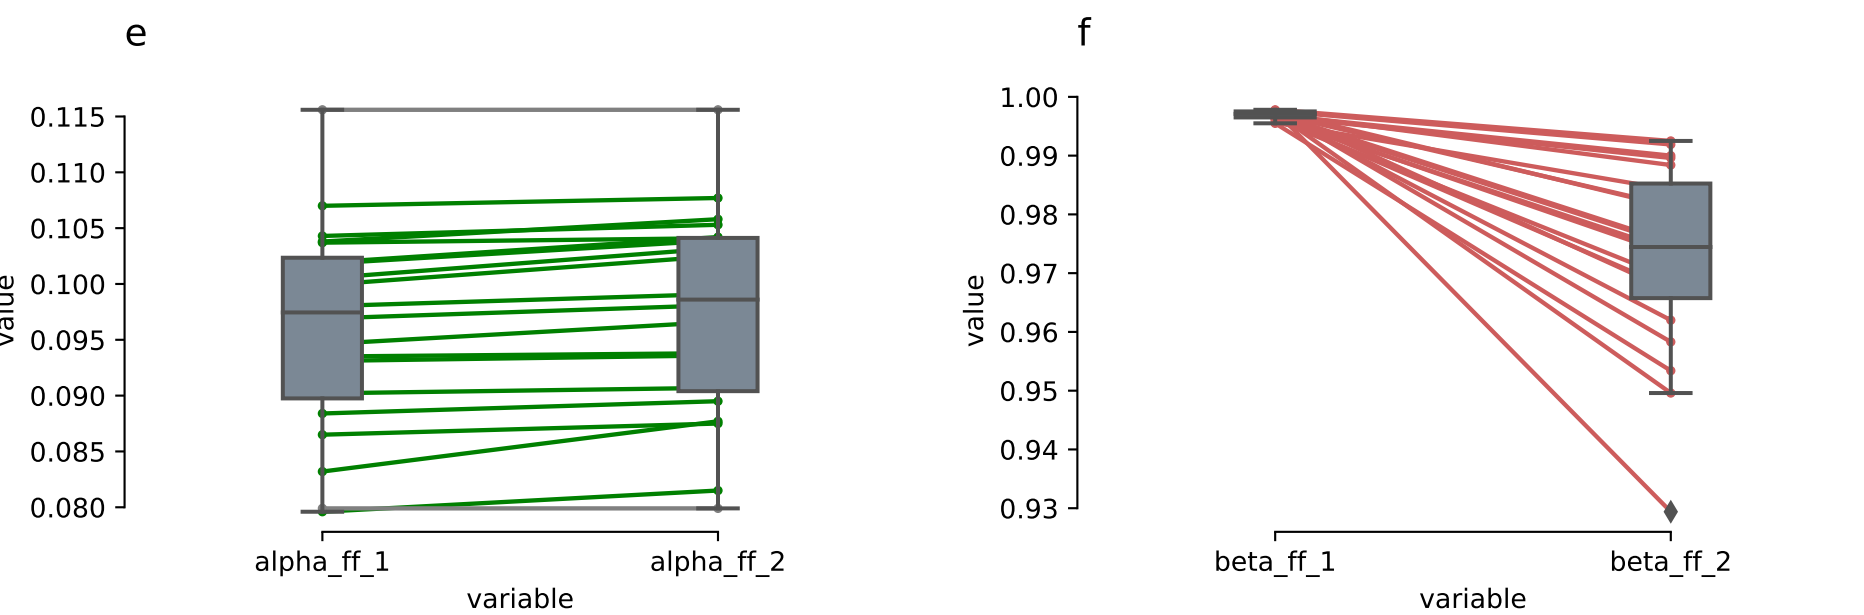 e
0.115
0.110
0.105
0.100
0.095
0.090
0.085
0.080
value
alpha_ff_1
alpha_ff_2
variable
f
1.00
0.99
0.98
0.97
0.96
0.95
0.94
0.93
value
beta_ff_1
beta_ff_2
variable